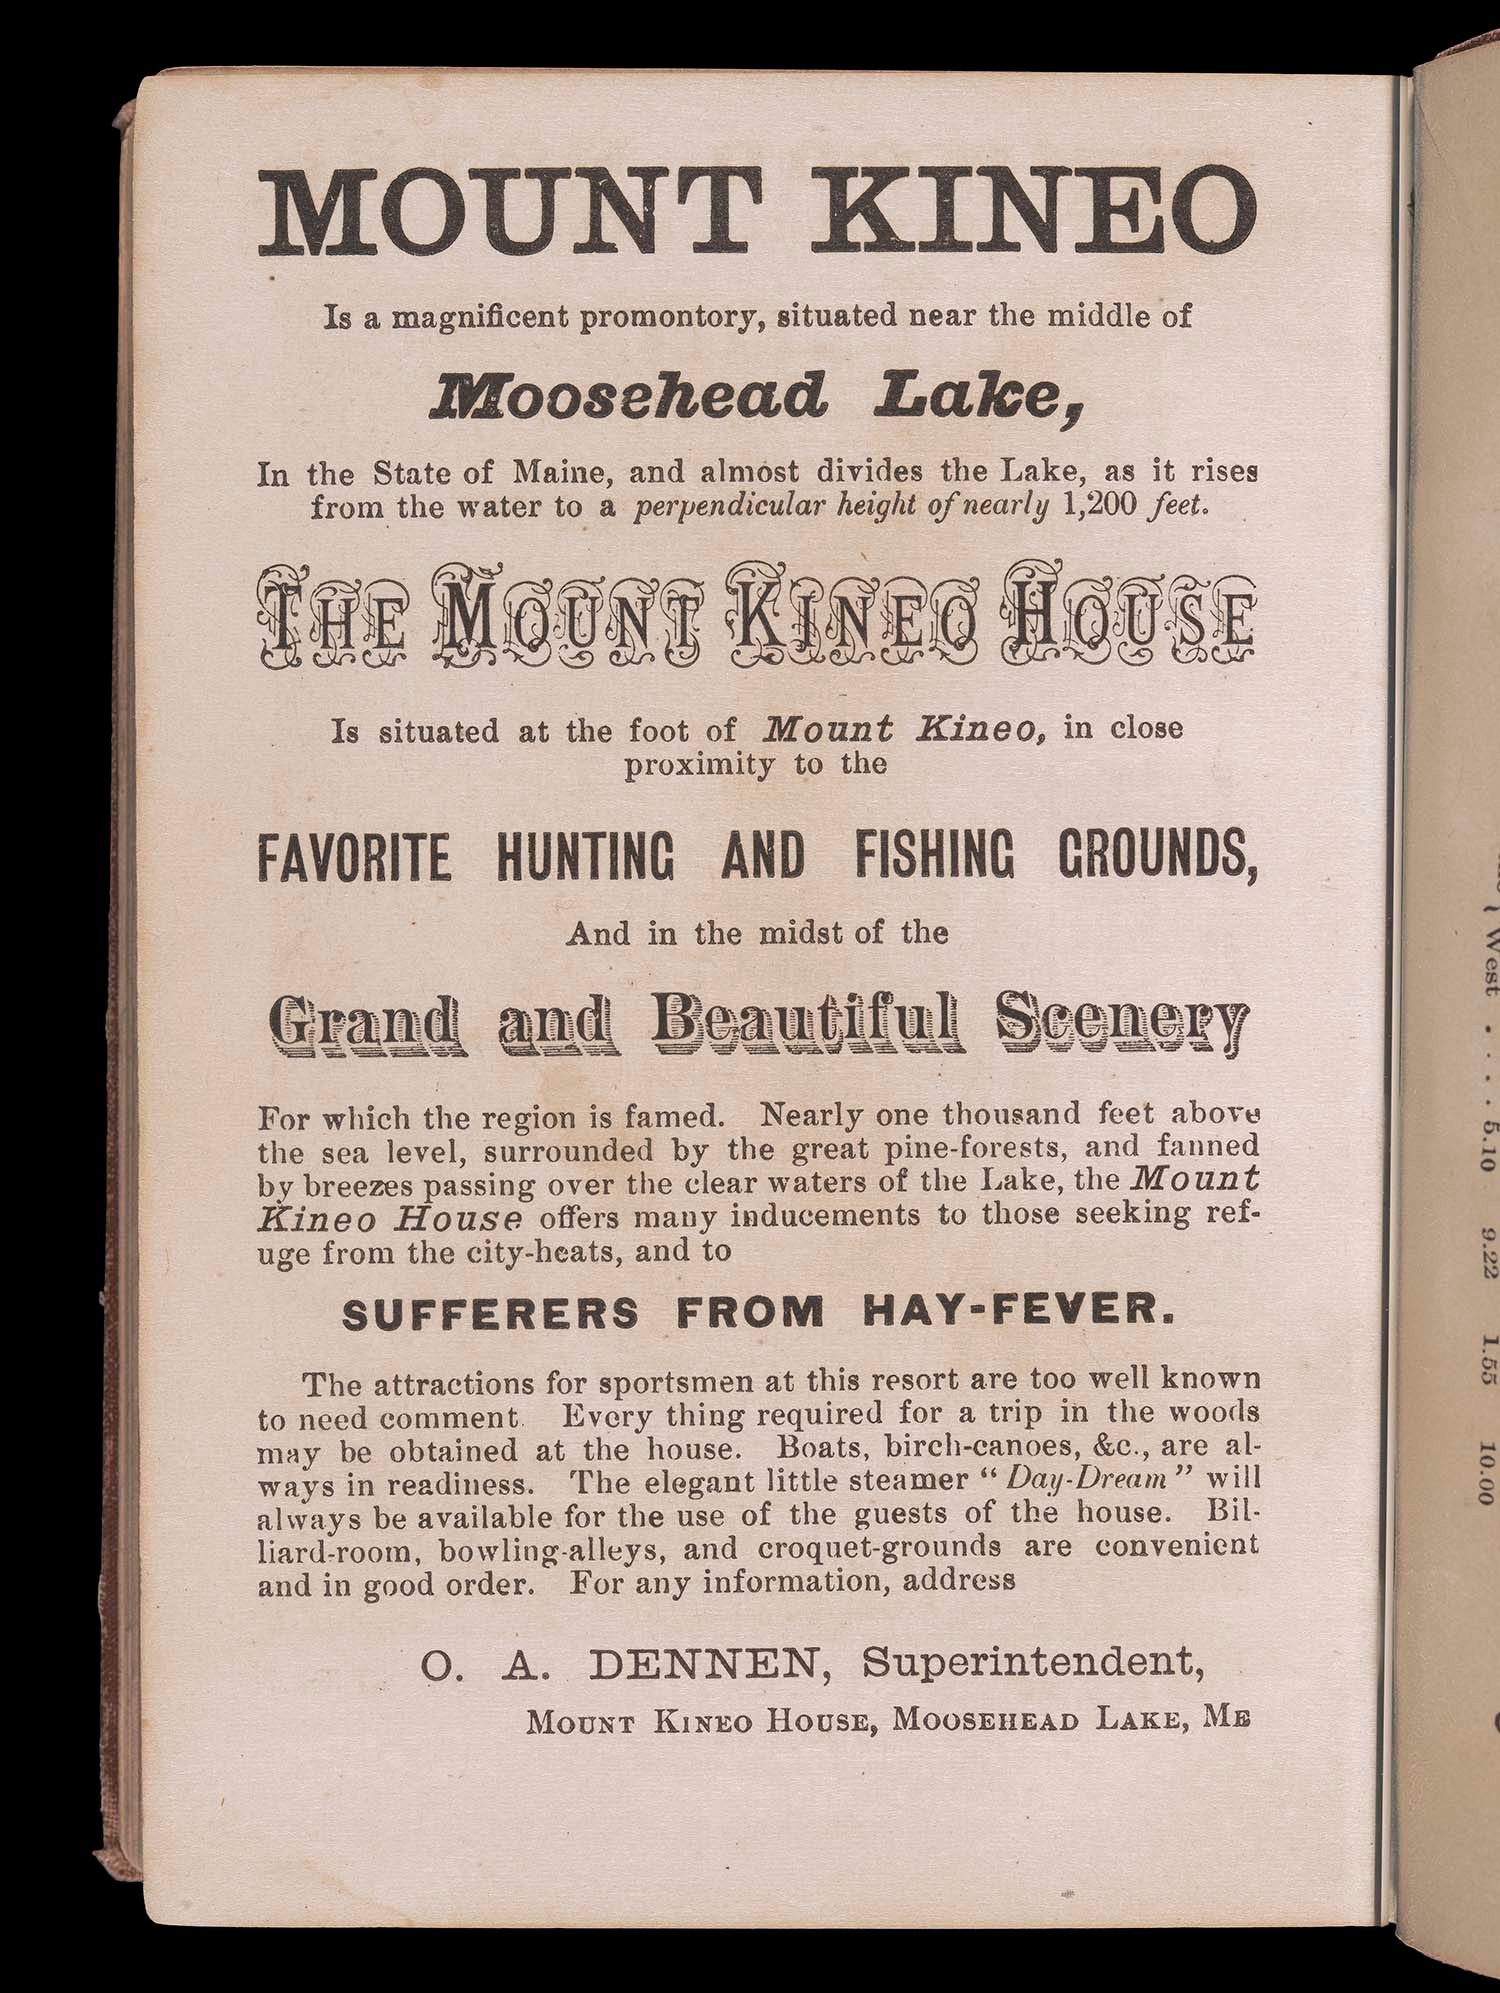 MOUNT KINEO
Is a magnificent promontory, situated near the middle of
Moosehead Lake,
In the State of Maine, and almost divides the Lake, as it rises
from the water to a perpendicular height of nearly 1,200 feet.
THE MOUNT KINEO HOUSE
Is situated at the foot of Mount Kineo, in close
proximity to the
FAVORITE HUNTING AND FISHING GROUNDS,
And in the midst of the
Grand and Beautiful Scenery
For which the region is famed. Nearly one thousand feet above
the sea level, surrounded by the great pine-forests, and fanned
by breezes passing over the clear waters of the Lake, the Mount
Kineo House offers many inducements to those seeking ref-
uge from the city-heats, and to
SUFFERERS FROM HAY-FEVER.
The attractions for sportsmen at this resort are too well known
to need comment. Every thing required for a trip in the woods
may be obtained at the house. Boats, birch-canoes, &c., are al-
ways in readiness. The elegant little steamer "Day-Dream" will
always be available for the use of the guests of the house. Bil-
liard-room, bowling-alleys, and croquet-grounds are convenient
and in good order. For any information, address
O. A. DENNEN, Superintendent,
MOUNT KINEO HOUSE, MOOSEHEAD LAKE, ME
West . . . . 5.10 9.22 1.55 10.00